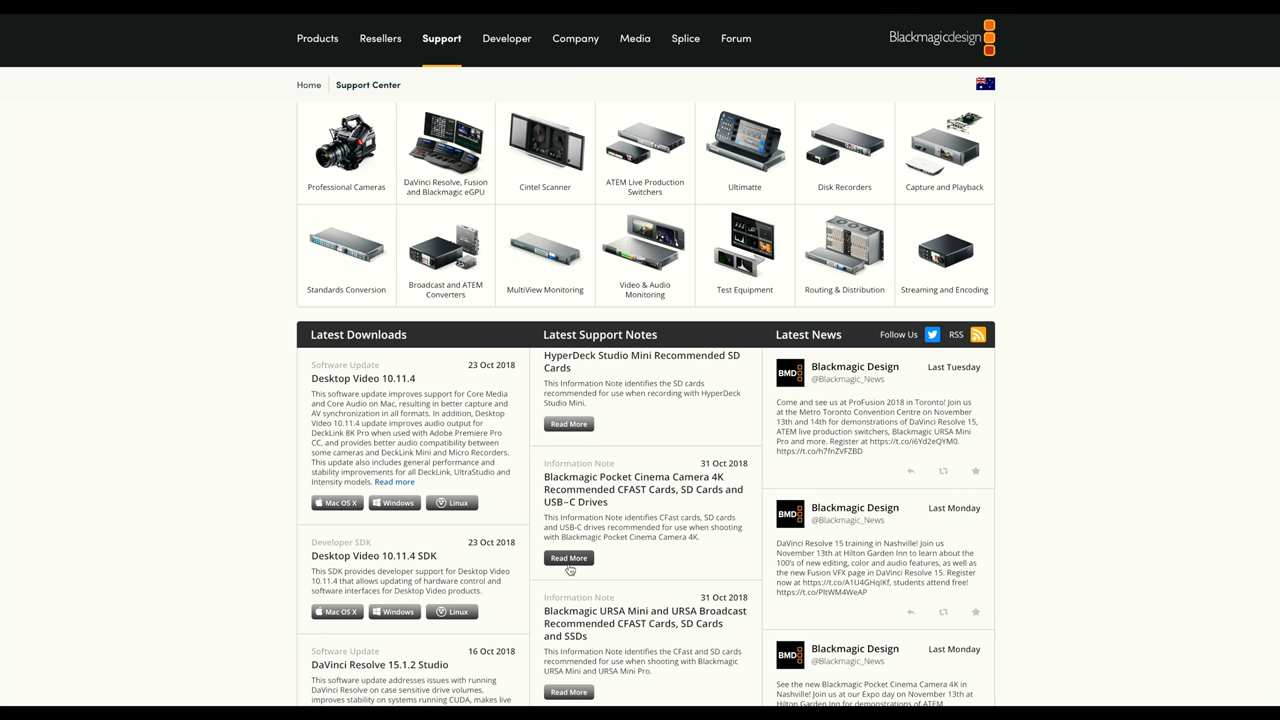 Products Resellers Support Developer Company Media Splice Forum
Blackmagicdesign
Home Support Center
Professional Cameras
DaVinci Resolve, Fusion
and Blackmagic eGPU
Cintel Scanner
ATEM Live Production
Switchers
Ultimatte
Disk Recorders
Capture and Playback
Standards Conversion
Broadcast and ATEM
Converters
MultiView Monitoring
Video & Audio
Monitoring
Test Equipment
Routing & Distribution
Streaming and Encoding
Latest Downloads
Software Update 23 Oct 2018
Desktop Video 10.11.4
This software update improves support for Core Media
and Core Audio on Mac, resulting in better capture and
AV synchronization in all formats. In addition, Desktop
Video 10.11.4 update improves audio output for
DeckLink 8K Pro when used with Adobe Premiere Pro
CC, and provides better audio compatibility between
some cameras and DeckLink Mini and Micro Recorders.
This update also includes general performance and
stability improvements for all DeckLink, UltraStudio and
Intensity models. Read more
Mac OS X Windows Linux
Developer SDK 23 Oct 2018
Desktop Video 10.11.4 SDK
This SDK provides developer support for Desktop Video
10.11.4 that allows updating of hardware control and
software interfaces for Desktop Video products.
Mac OS X Windows Linux
Software Update 16 Oct 2018
DaVinci Resolve 15.1.2 Studio
This software update addresses issues with running
DaVinci Resolve on case sensitive drive volumes,
improves stability on systems running CUDA, makes live
Latest Support Notes
HyperDeck Studio Mini Recommended SD
Cards
This Information Note identifies the SD cards
recommended for use when recording with HyperDeck
Studio Mini.
Read More
Information Note 31 Oct 2018
Blackmagic Pocket Cinema Camera 4K
Recommended CFAST Cards, SD Cards and
USB-C Drives
This Information Note identifies CFast cards, SD cards
and USB-C drives recommended for use when shooting
with Blackmagic Pocket Cinema Camera 4K.
Read More
Information Note 31 Oct 2018
Blackmagic URSA Mini and URSA Broadcast
Recommended CFAST Cards, SD Cards
and SSDs
This Information Note identifies the CFast and SD cards
recommended for use when shooting with Blackmagic
URSA Mini and URSA Mini Pro.
Read More
Latest News Follow Us RSS
BMD
Blackmagic Design Last Tuesday
@Blackmagic_News
Come and see us at ProFusion 2018 in Toronto! Join us
at the Metro Toronto Convention Centre on November
13th and 14th for demonstrations of DaVinci Resolve 15,
ATEM live production switchers, Blackmagic URSA Mini
Pro and more. Register at https://t.co/i6Yd2eQYM0.
https://t.co/h7fnZVFZBD
BMD
Blackmagic Design Last Monday
@Blackmagic_News
DaVinci Resolve 15 training in Nashville! Join us
November 13th at Hilton Garden Inn to learn about the
100's of new editing, color and audio features, as well as
the new Fusion VFX page in DaVinci Resolve 15. Register
now at https://t.co/A1U4GHqIKf, students attend free!
https://t.co/PltWM4WeAP
BMD
Blackmagic Design Last Monday
@Blackmagic_News
See the new Blackmagic Pocket Cinema Camera 4K in
Nashville! Join us at our Expo day on November 13th at
Hilton Garden Inn for demonstrations of ATEM